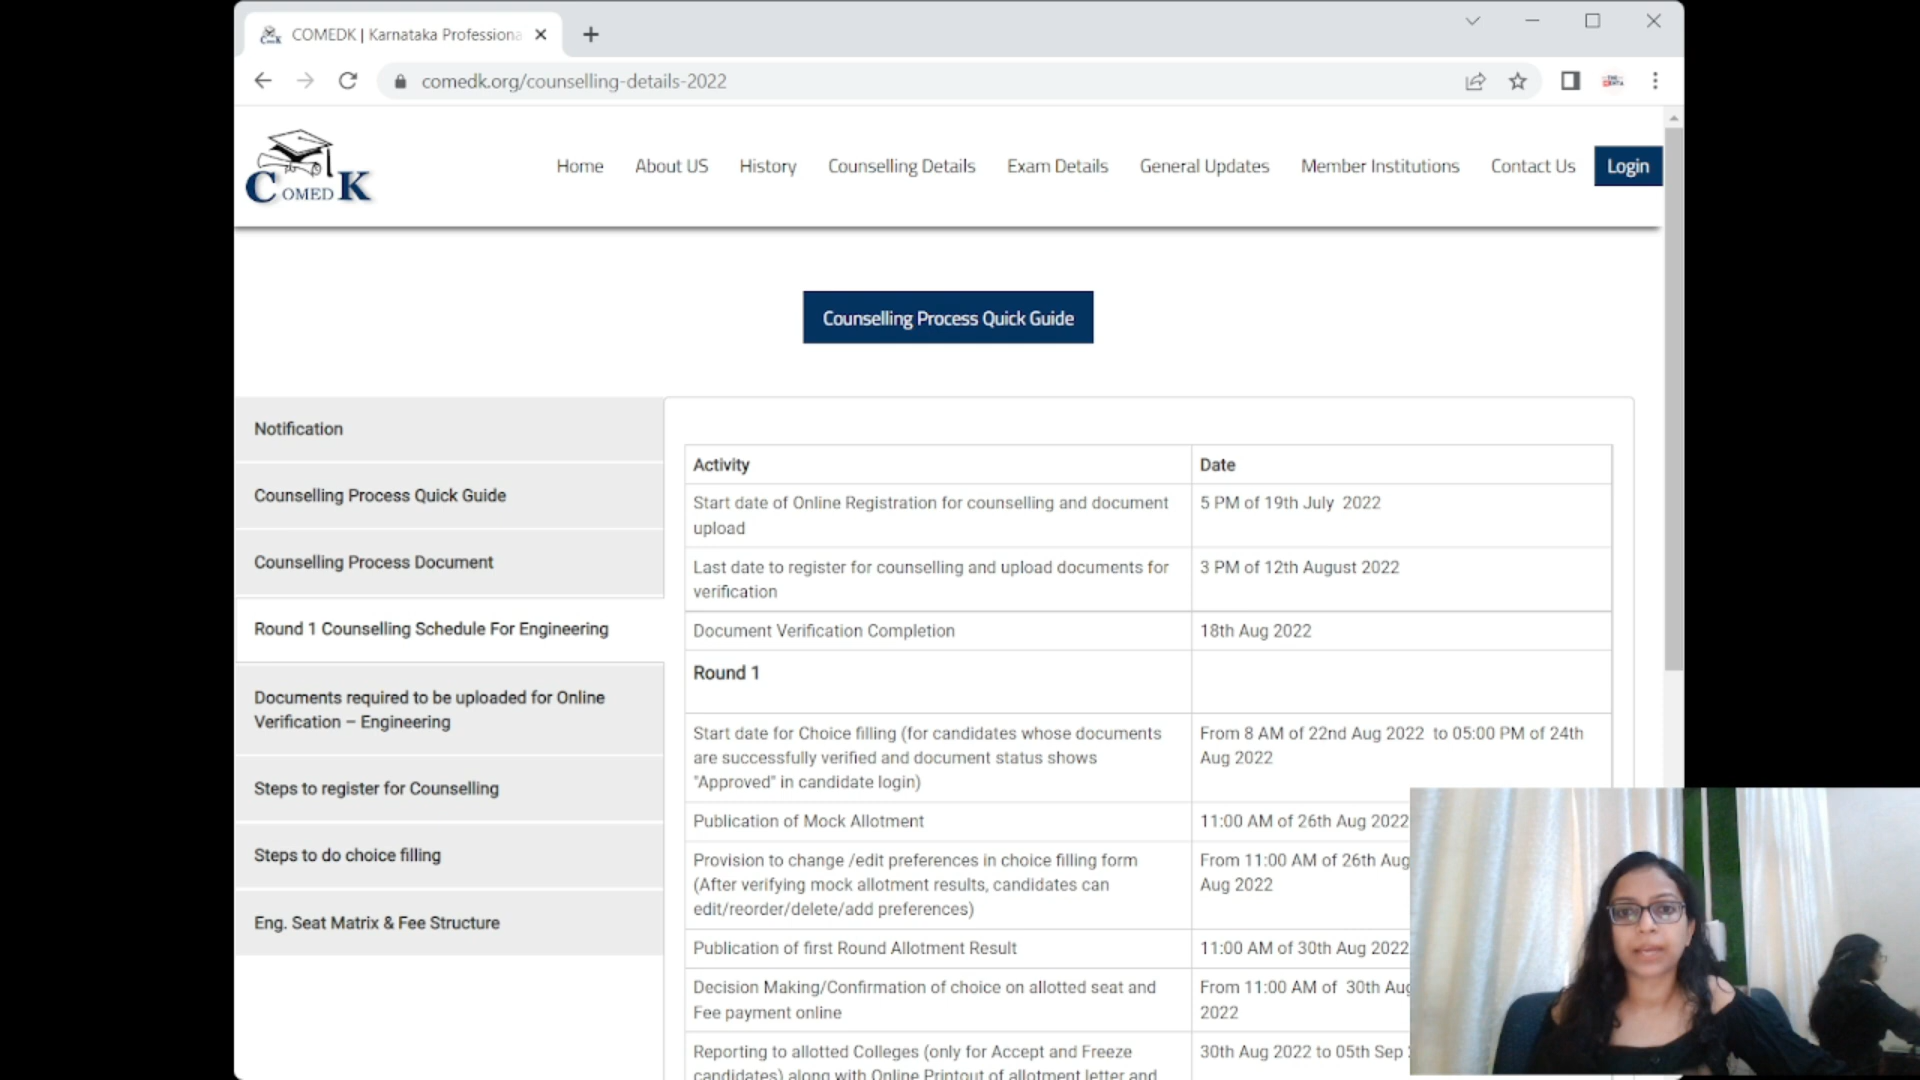 COMEDK | Karnataka Professiona
comedk.org/counselling-details-2022
COMEDK
Home
About US
History
Counselling Details
Exam Details
General Updates
Member Institutions
Contact Us
Login
Counselling Process Quick Guide
Notification
Counselling Process Quick Guide
Counselling Process Document
Round 1 Counselling Schedule For Engineering
Documents required to be uploaded for Online
Verification – Engineering
Steps to register for Counselling
Steps to do choice filling
Eng. Seat Matrix & Fee Structure
Activity
Date
Start date of Online Registration for counselling and document
upload
5 PM of 19th July 2022
Last date to register for counselling and upload documents for
verification
3 PM of 12th August 2022
Document Verification Completion
18th Aug 2022
Round 1
Start date for Choice filling (for candidates whose documents
are successfully verified and document status shows
"Approved" in candidate login)
From 8 AM of 22nd Aug 2022 to 05:00 PM of 24th
Aug 2022
Publication of Mock Allotment
11:00 AM of 26th Aug 2022
Provision to change /edit preferences in choice filling form
(After verifying mock allotment results, candidates can
edit/reorder/delete/add preferences)
From 11:00 AM of 26th Aug
Aug 2022
Publication of first Round Allotment Result
11:00 AM of 30th Aug 2022
Decision Making/Confirmation of choice on allotted seat and
Fee payment online
From 11:00 AM of 30th Aug
2022
Reporting to allotted Colleges (only for Accept and Freeze
candidates) along with Online Printout of allotment letter and
30th Aug 2022 to 05th Sep